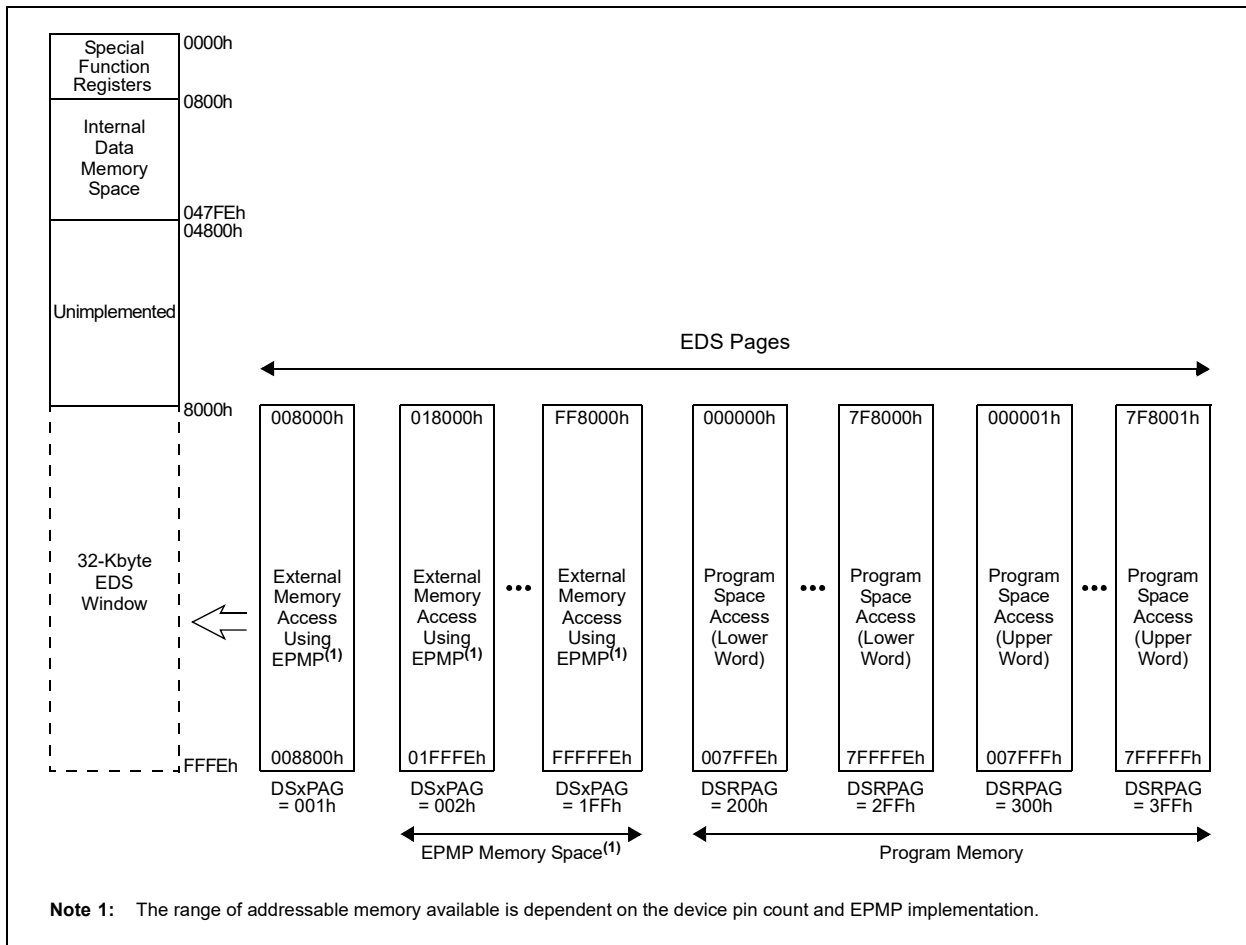 Special
Function
Registers
0000h
0800h
Internal
Data
Memory
Space
047FEh
04800h
Unimplemented
8000h
32-Kbyte
EDS
Window
FFFEh
EDS Pages
008000h
External
Memory
Access
Using
EPMP(1)
008800h
DSxPAG
= 001h
018000h
External
Memory
Access
Using
EPMP(1)
01FFFEh
DSxPAG
= 002h
•••
FF8000h
External
Memory
Access
Using
EPMP(1)
FFFFFEh
DSxPAG
= 1FFh
EPMP Memory Space(1)
000000h
Program
Space
Access
(Lower
Word)
007FFEh
DSRPAG
= 200h
•••
7F8000h
Program
Space
Access
(Lower
Word)
7FFFFEh
DSRPAG
= 2FFh
000001h
Program
Space
Access
(Upper
Word)
007FFFh
DSRPAG
= 300h
•••
7F8001h
Program
Space
Access
(Upper
Word)
7FFFFFh
DSRPAG
= 3FFh
Program Memory
Note 1: The range of addressable memory available is dependent on the device pin count and EPMP implementation.